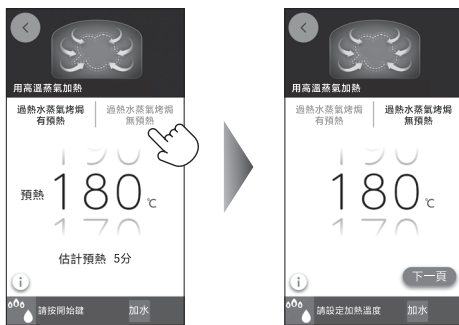 用高溫蒸氣加熱
過熱水蒸氣烤焗
有預熱
過熱水蒸氣烤焗
無預熱
190
預熱 180℃
170
估計預熱 5分
i
請按開始鍵
加水
用高溫蒸氣加熱
過熱水蒸氣烤焗
有預熱
過熱水蒸氣烤焗
無預熱
190
180℃
170
下一頁
i
請設定加熱溫度
加水